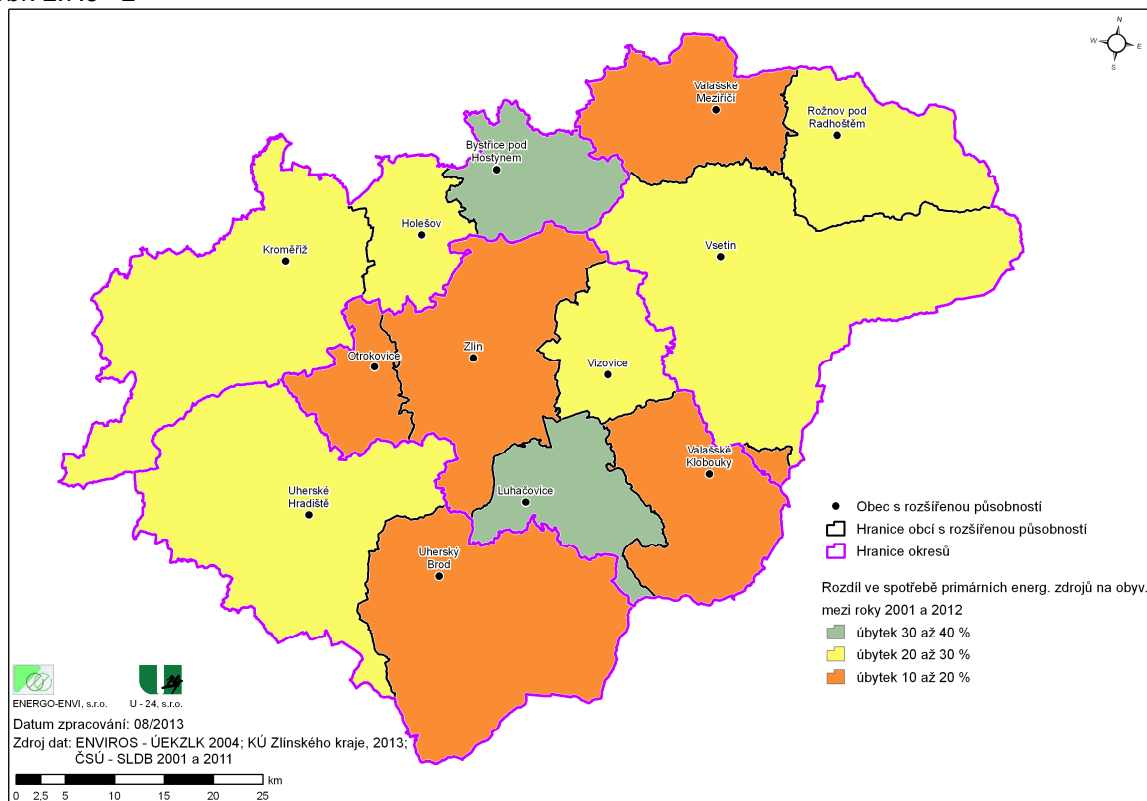 N
W
E
S
Valašské
Meziříčí
Rožnov pod
Radhoštěm
Bystřice pod
Hostýnem
Holešov
Kroměříž
Vsetín
Zlín
Otrokovice
Vizovice
Valašské
Klobouky
Luhačovice
Uherské
Hradiště
Uherský
Brod
Obec s rozšířenou působností
Hranice obcí s rozšířenou působností
Hranice okresů
Rozdíl ve spotřebě primárních energ. zdrojů na obyv.
mezi roky 2001 a 2012
úbytek 30 až 40 %
úbytek 20 až 30 %
úbytek 10 až 20 %
ENERGO-ENVI, s.r.o.
U - 24, s.r.o.
Datum zpracování: 08/2013
Zdroj dat: ENVIROS - ÚEKZLK 2004; KÚ Zlínského kraje, 2013;
ČSÚ - SLDB 2001 a 2011
km
0 2,5 5 10 15 20 25